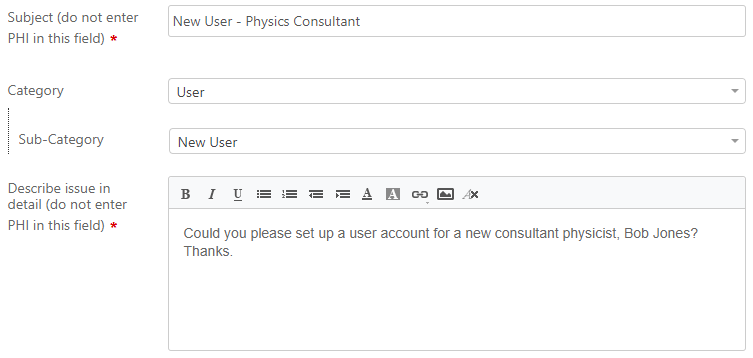 Subject (do not enter
PHI in this field) *
New User - Physics Consultant
Category
User
Sub-Category
New User
Describe issue in
detail (do not enter
PHI in this field) *
B I U A A A
Could you please set up a user account for a new consultant physicist, Bob Jones?
Thanks.